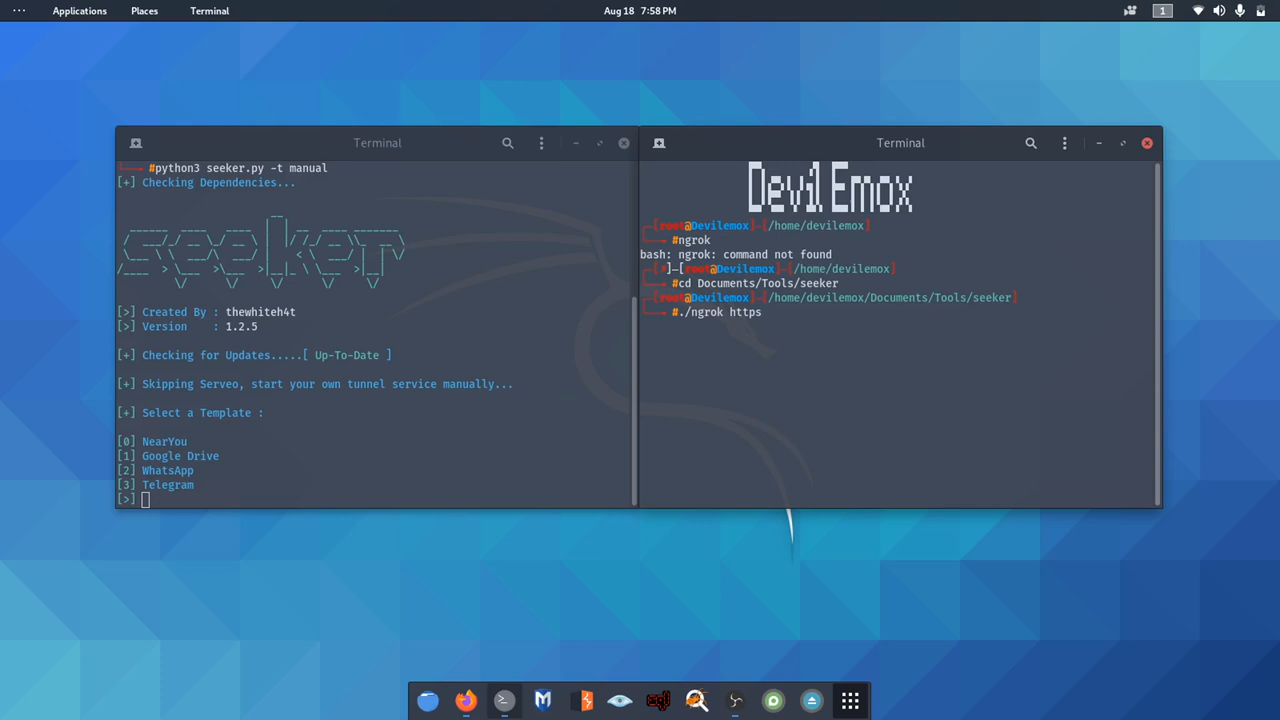 Applications Places Terminal
Aug 18 7:58 PM
1
Terminal
#python3 seeker.py -t manual
[+] Checking Dependencies...
seeker
[>] Created By : thewhiteh4t
[>] Version : 1.2.5
[+] Checking for Updates.....[ Up-To-Date ]
[+] Skipping Serveo, start your own tunnel service manually...
[+] Select a Template :
[0] NearYou
[1] Google Drive
[2] WhatsApp
[3] Telegram
[>]
Terminal
Devil Emox
[root@Devilemox]─[/home/devilemox]
#ngrok
bash: ngrok: command not found
[✗]─[root@Devilemox]─[/home/devilemox]
#cd Documents/Tools/seeker
[root@Devilemox]─[/home/devilemox/Documents/Tools/seeker]
#./ngrok https
sql